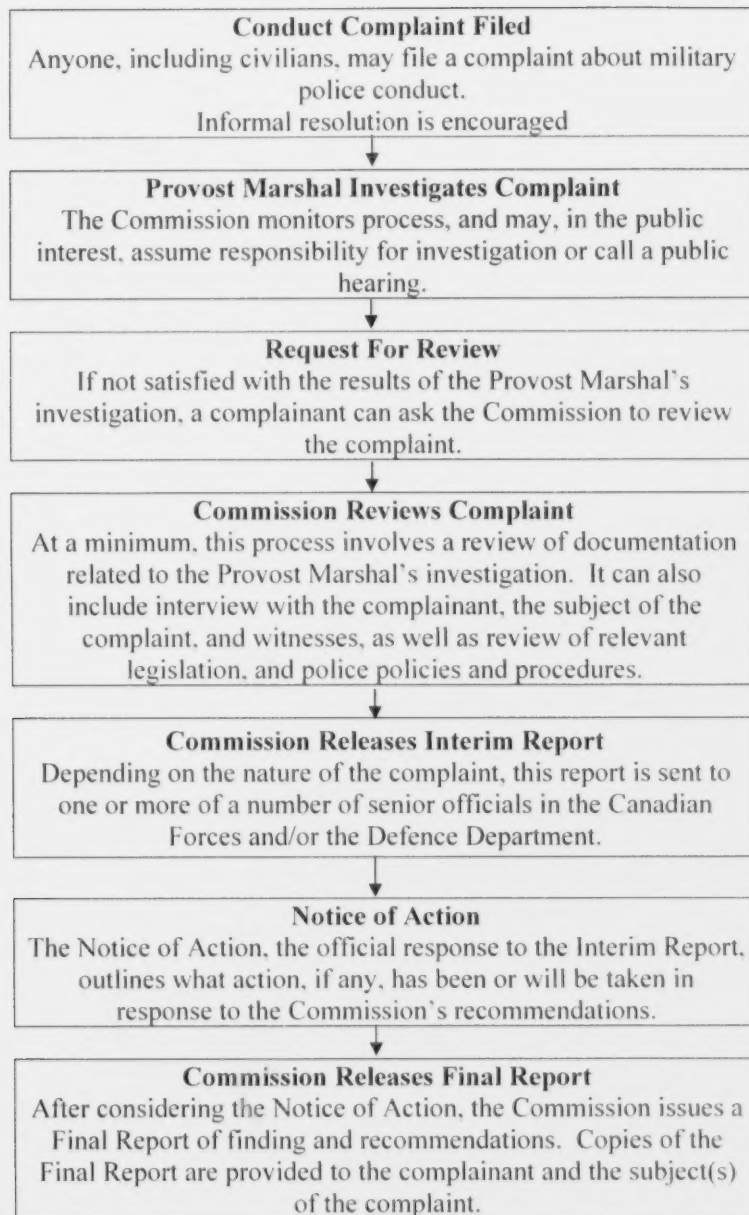 Conduct Complaint Filed
Anyone, including civilians, may file a complaint about military
police conduct.
Informal resolution is encouraged
Provost Marshal Investigates Complaint
The Commission monitors process, and may, in the public
interest, assume responsibility for investigation or call a public
hearing.
Request For Review
If not satisfied with the results of the Provost Marshal's
investigation, a complainant can ask the Commission to review
the complaint.
Commission Reviews Complaint
At a minimum, this process involves a review of documentation
related to the Provost Marshal's investigation. It can also
include interview with the complainant, the subject of the
complaint, and witnesses, as well as review of relevant
legislation, and police policies and procedures.
Commission Releases Interim Report
Depending on the nature of the complaint, this report is sent to
one or more of a number of senior officials in the Canadian
Forces and/or the Defence Department.
Notice of Action
The Notice of Action, the official response to the Interim Report,
outlines what action, if any, has been or will be taken in
response to the Commission's recommendations.
Commission Releases Final Report
After considering the Notice of Action, the Commission issues a
Final Report of finding and recommendations. Copies of the
Final Report are provided to the complainant and the subject(s)
of the complaint.